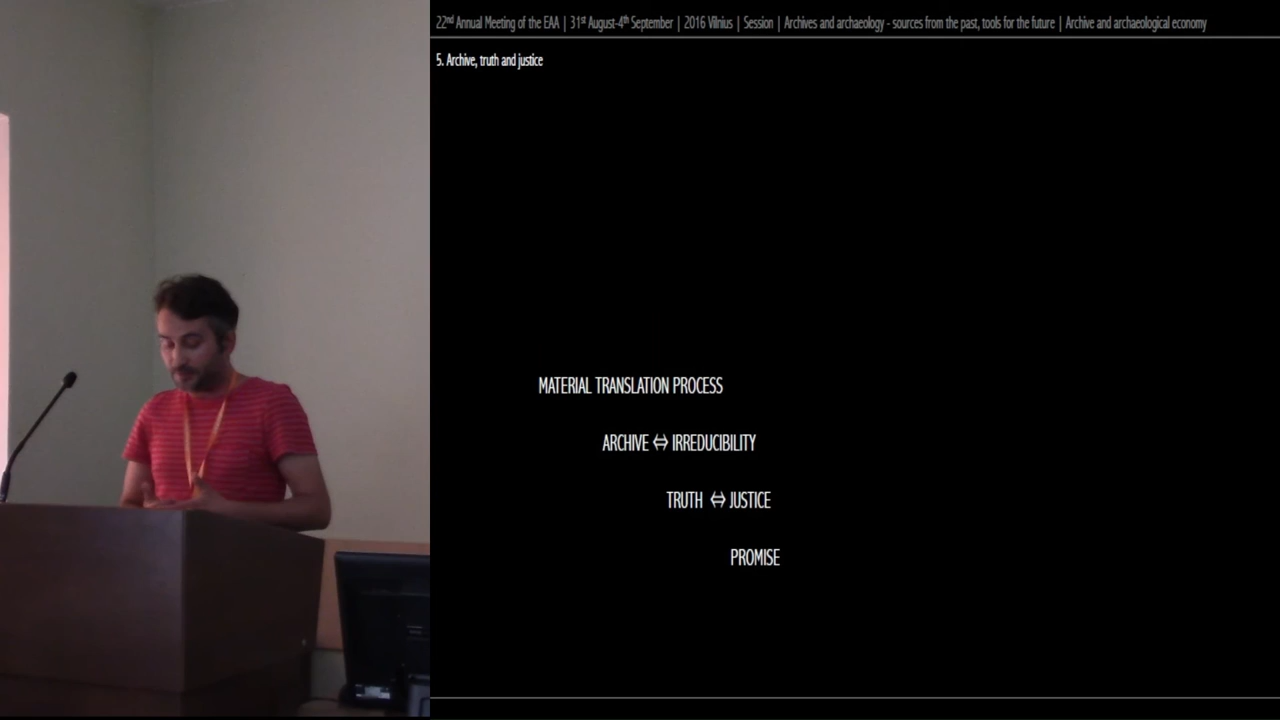 22nd Annual Meeting of the EAA | 31st August-4th September | 2016 Vilnius | Session | Archives and archaeology - sources from the past, tools for the future | Archive and archaeological economy
5. Archive, truth and justice
MATERIAL TRANSLATION PROCESS
ARCHIVE ⇔ IRREDUCIBILITY
TRUTH ⇔ JUSTICE
PROMISE